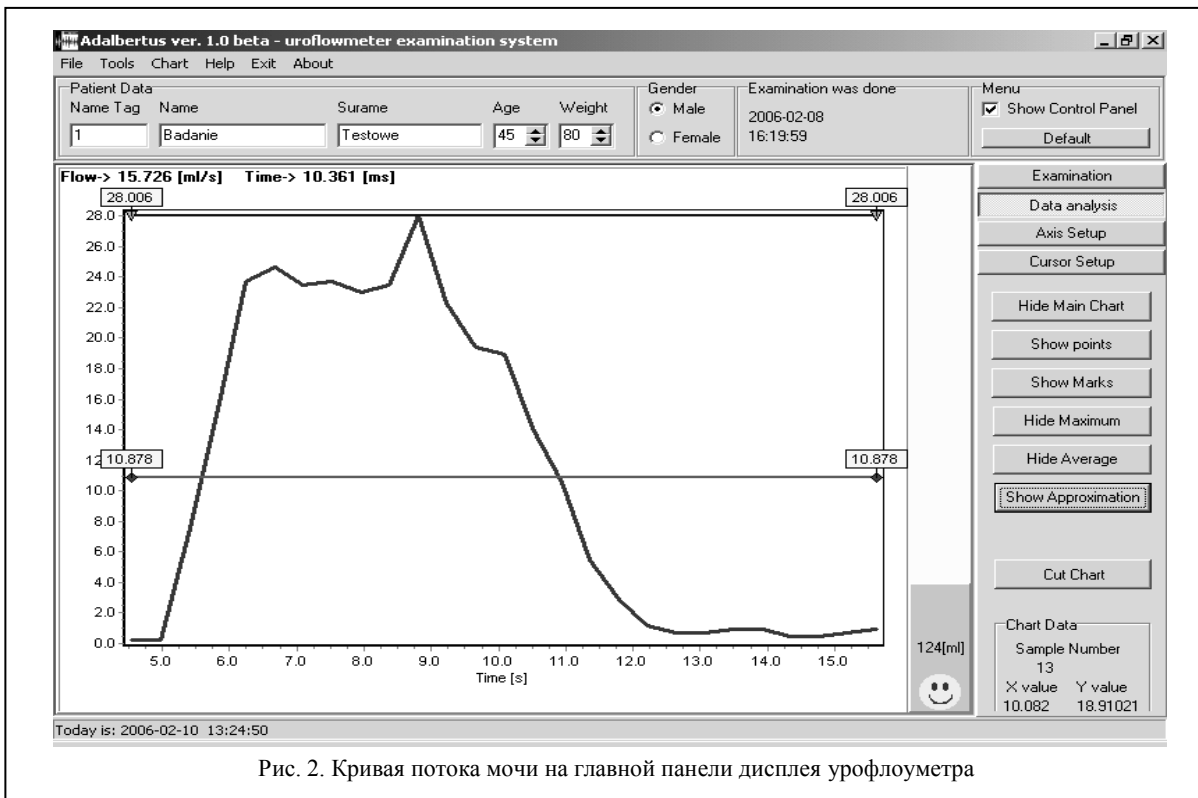 Adalbertus ver. 1.0 beta - uroflowmeter examination system
File Tools Chart Help Exit About
Patient Data
Name Tag Name Surame Age Weight
1 Badanie Testowe 45 80
Gender
Male
Female
Examination was done
2006-02-08
16:19:59
Menu
Show Control Panel
Default
Flow-> 15.726 [ml/s] Time-> 10.361 [ms]
28.006 28.006
28.0
26.0
24.0
22.0
20.0
18.0
16.0
14.0
10.878 10.878
10.0
8.0
6.0
4.0
2.0
0.0
5.0 6.0 7.0 8.0 9.0 10.0 11.0 12.0 13.0 14.0 15.0
Time [s]
124[ml]
Examination
Data analysis
Axis Setup
Cursor Setup
Hide Main Chart
Show points
Show Marks
Hide Maximum
Hide Average
Show Approximation
Cut Chart
Chart Data
Sample Number
13
X value Y value
10.082 18.91021
Today is: 2006-02-10 13:24:50
Рис. 2. Кривая потока мочи на главной панели дисплея урофлоуметра